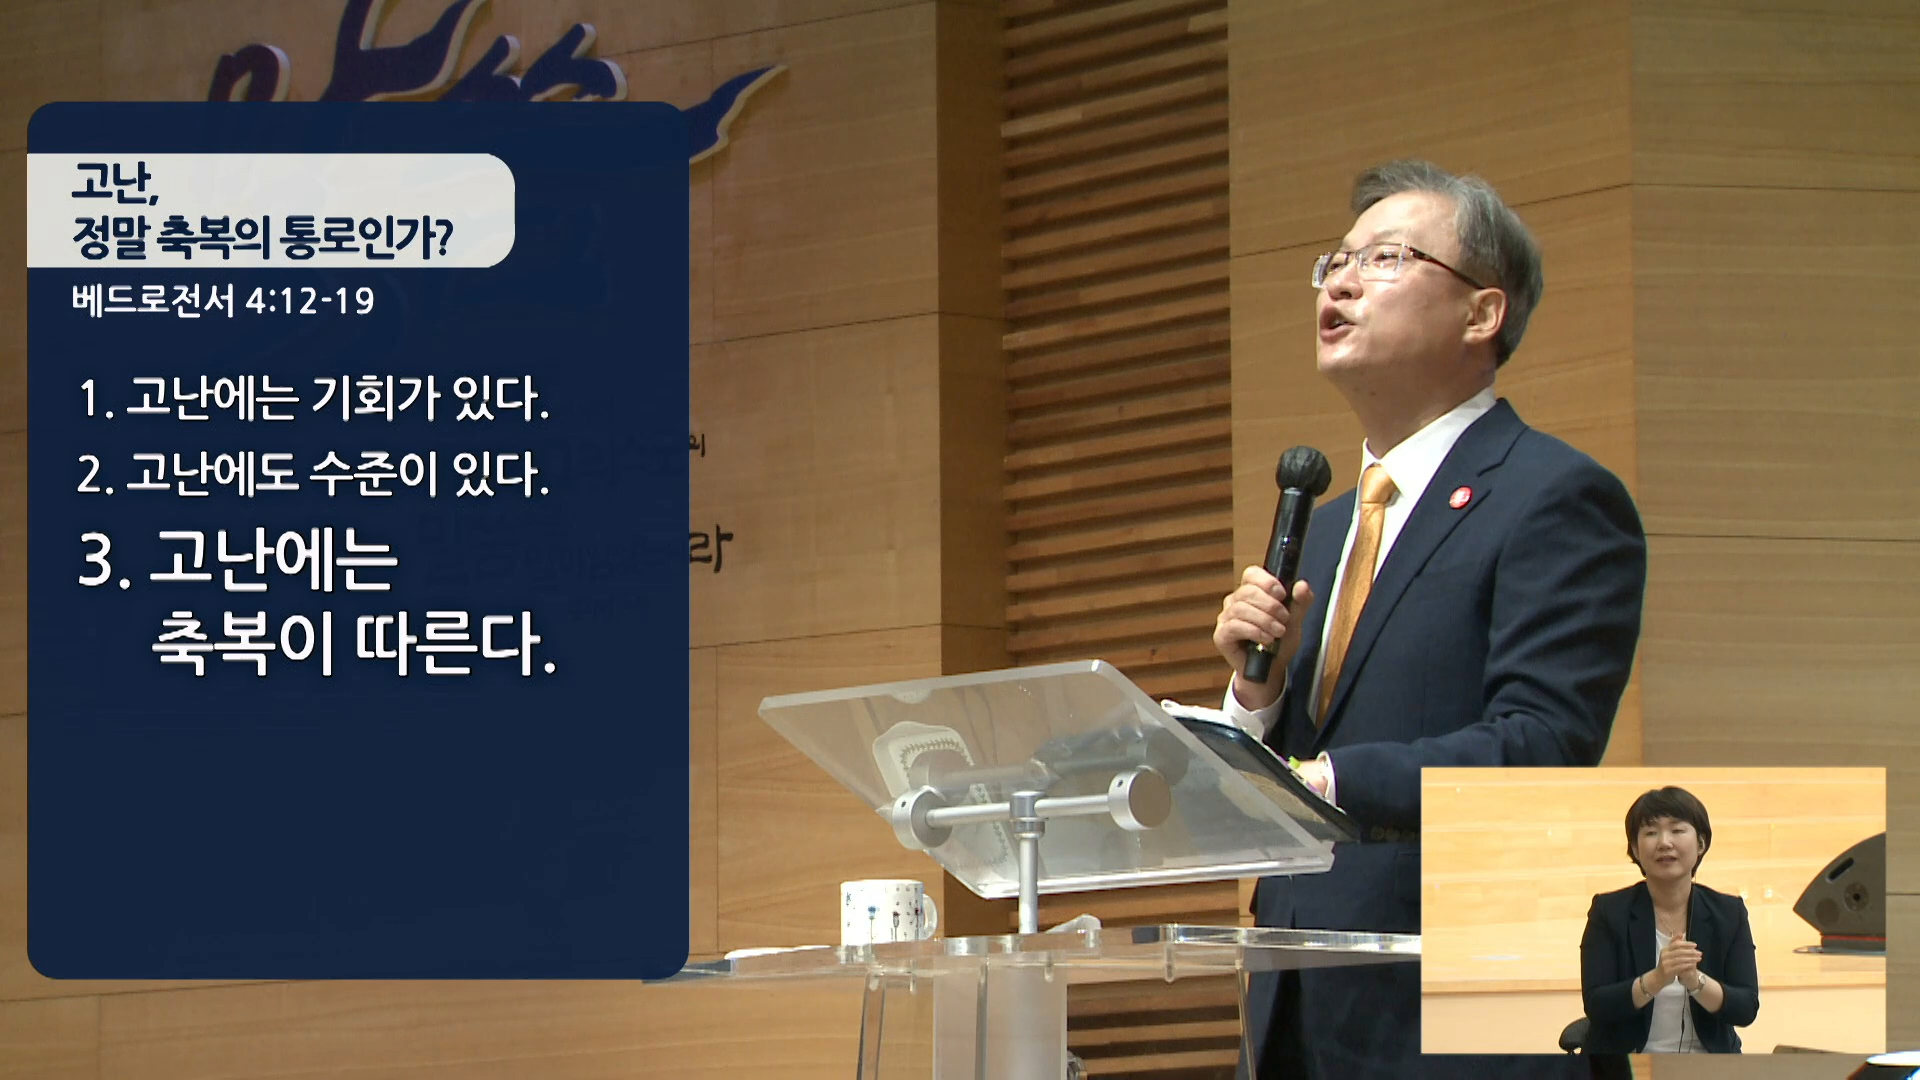 고난,
정말 축복의 통로인가?
베드로전서 4:12-19
1. 고난에는 기회가 있다.
2. 고난에도 수준이 있다.
3. 고난에는
축복이 따른다.
의
라